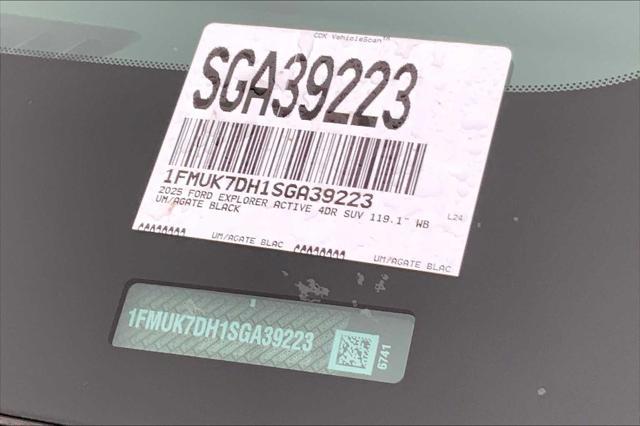 CDK VehicleScan™
SGA39223
1FMUK7DH1SGA39223
2025 FORD EXPLORER ACTIVE 4DR SUV 119.1" WB
UM/AGATE BLACK
L24
UM/AGATE BLAC
UM/AGATE BLAC
1FMUK7DH1SGA39223
6741